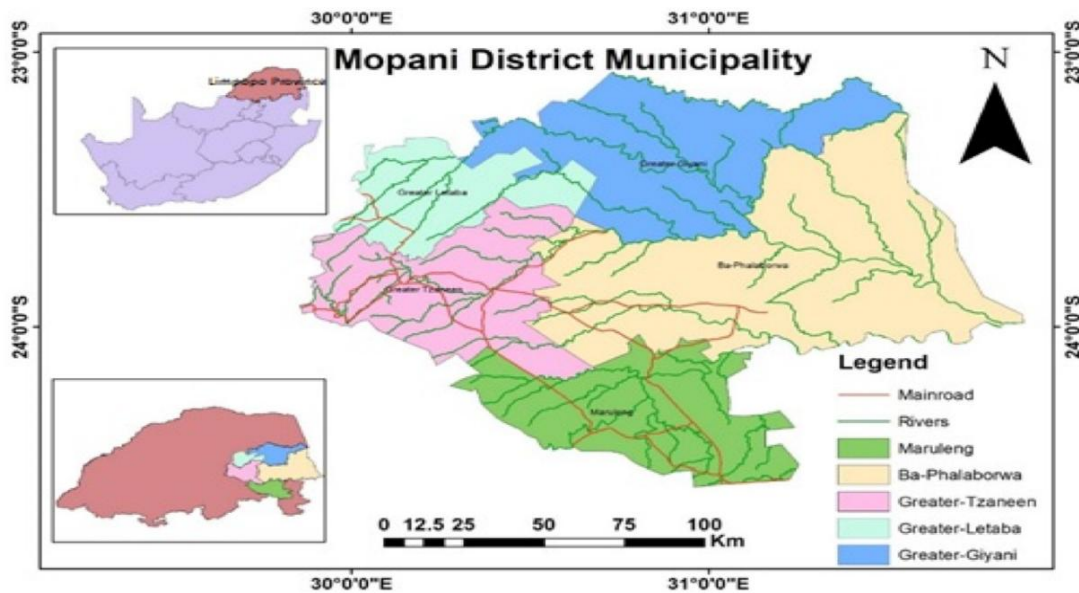 30°0'0"E 31°0'0"E
23°0'0"S
23°0'0"S
Mopani District Municipality
N
Limpopo Province
Greater-Giyani
Greater Letaba
Ba-Phalaborwa
Greater Tzaneen
24°0'0"S
24°0'0"S
Maruleng
Legend
Mainroad
Rivers
Maruleng
Ba-Phalaborwa
Greater-Tzaneen
Greater-Letaba
Greater-Giyani
0 12.5 25 50 75 100
Km
30°0'0"E 31°0'0"E